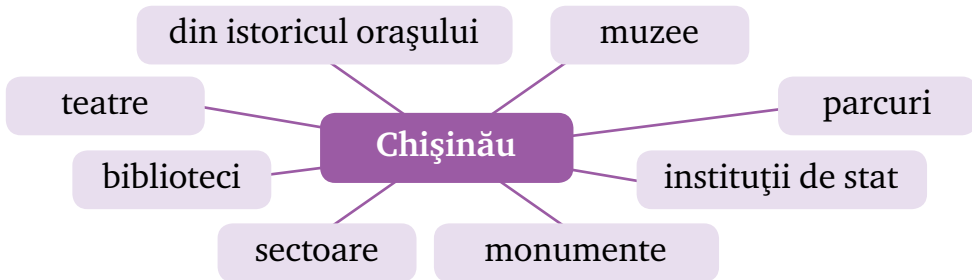 din istoricul oraşului
muzee
teatre
parcuri
Chişinău
biblioteci
instituţii de stat
sectoare
monumente